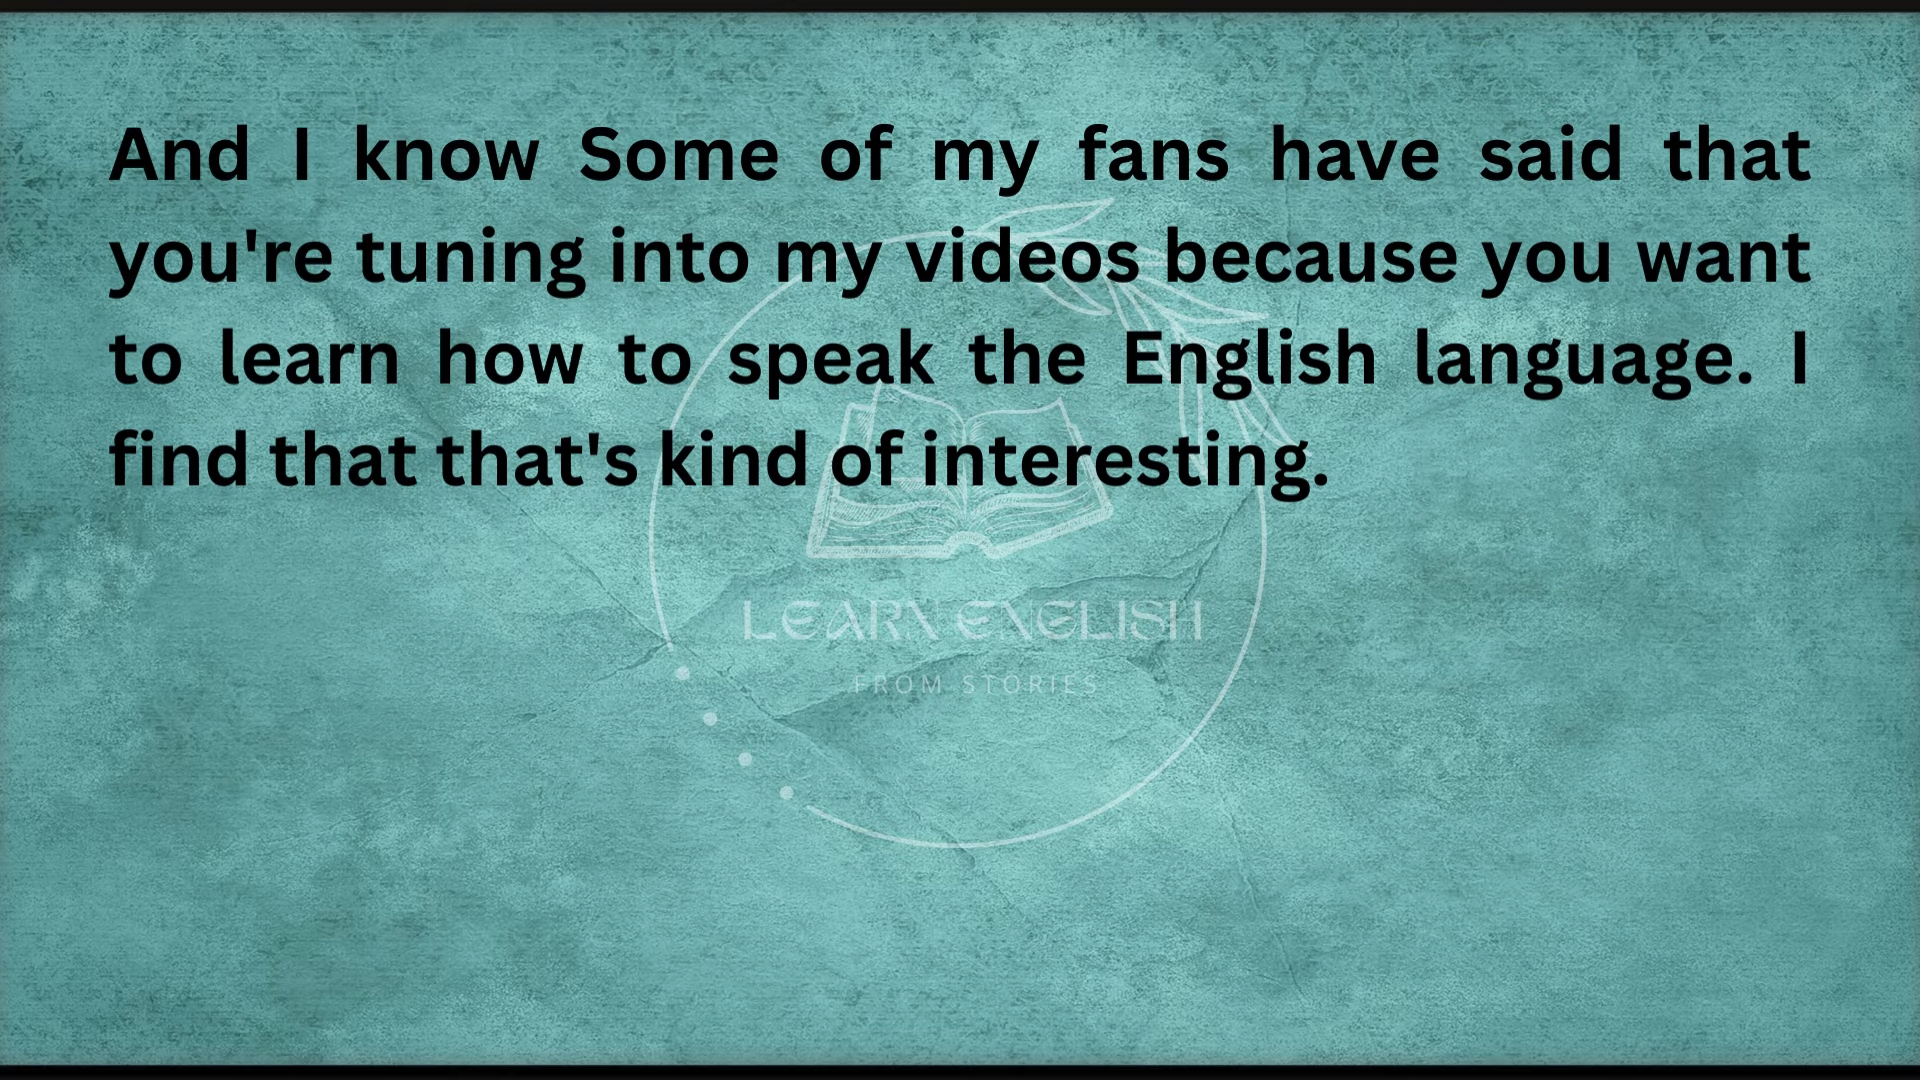 And I know Some of my fans have said that
you're tuning into my videos because you want
to learn how to speak the English language. I
find that that's kind of interesting.
LEARN ENGLISH
FROM STORIES